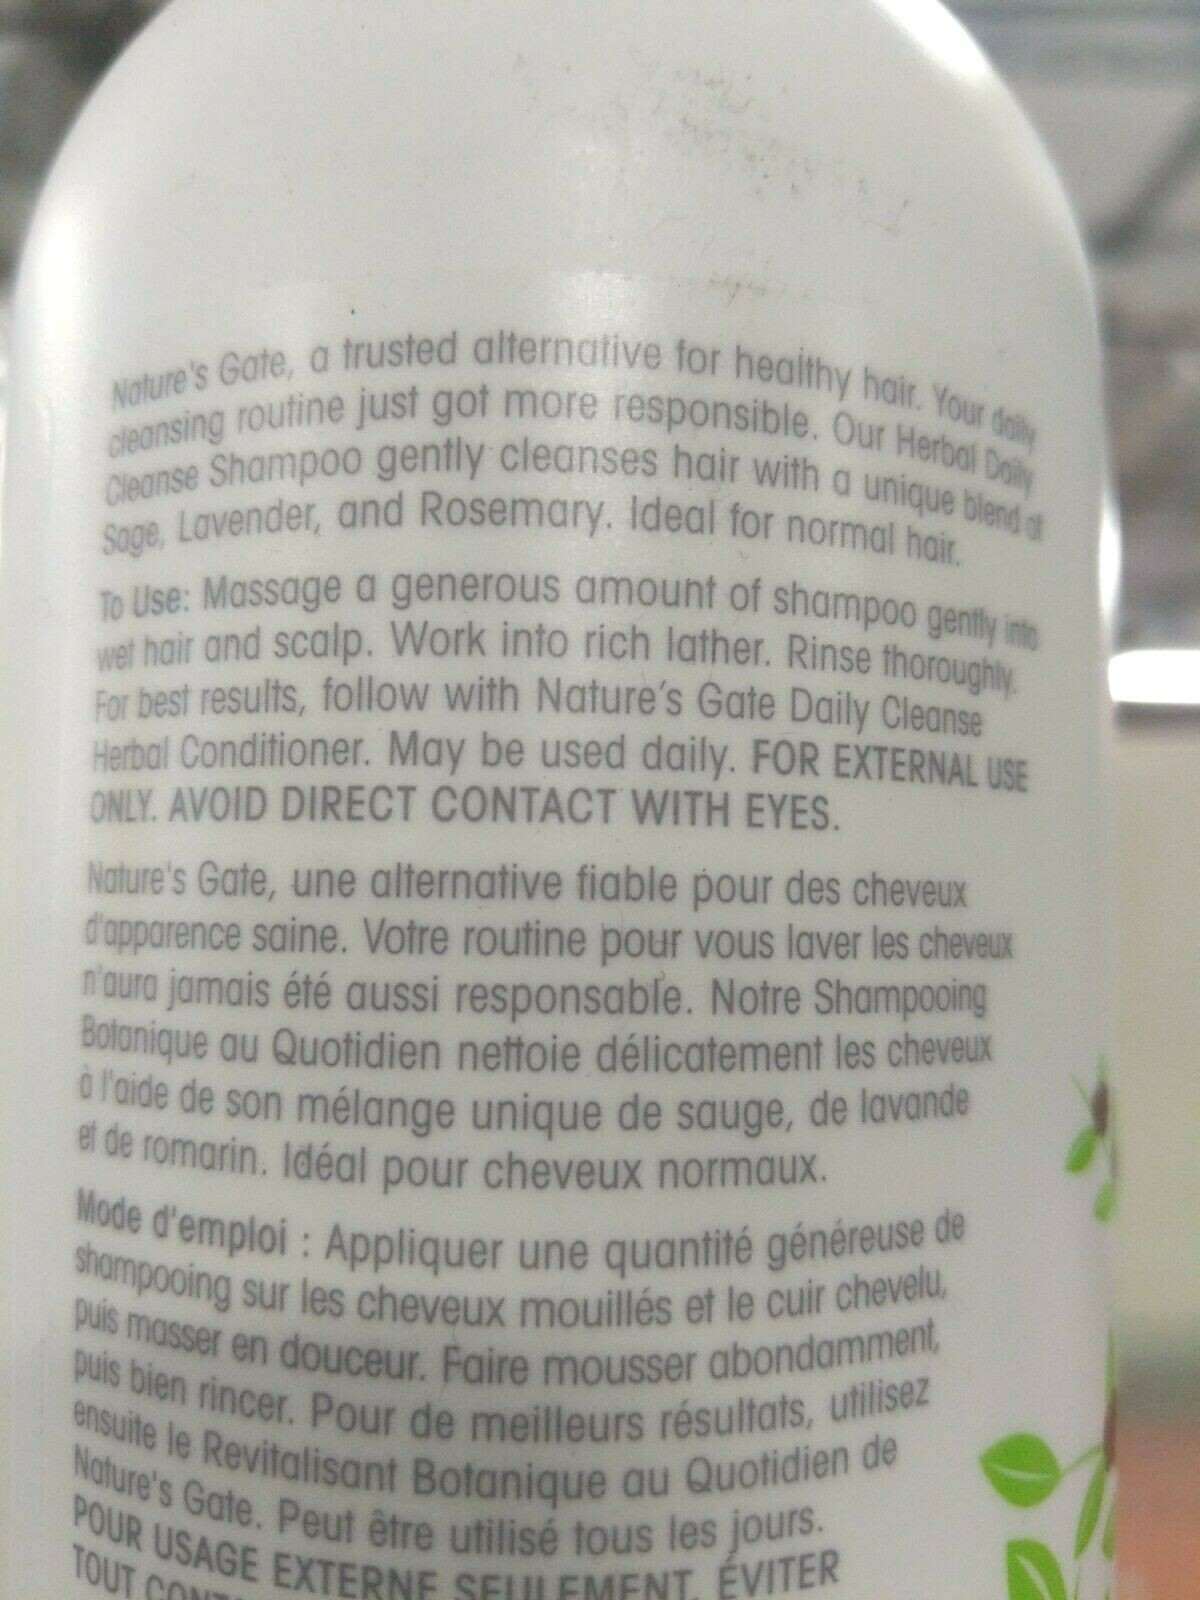 Nature's Gate, a trusted alternative for healthy hair. Your daily
cleansing routine just got more responsible. Our Herbal Daily
Cleanse Shampoo gently cleanses hair with a unique blend of
Sage, Lavender, and Rosemary. Ideal for normal hair.
To Use: Massage a generous amount of shampoo gently into
wet hair and scalp. Work into rich lather. Rinse thoroughly.
For best results, follow with Nature's Gate Daily Cleanse
Herbal Conditioner. May be used daily. FOR EXTERNAL USE
ONLY. AVOID DIRECT CONTACT WITH EYES.
Nature's Gate, une alternative fiable pour des cheveux
d'apparence saine. Votre routine pour vous laver les cheveux
n'aura jamais été aussi responsable. Notre Shampooing
Botanique au Quotidien nettoie délicatement les cheveux
à l'aide de son mélange unique de sauge, de lavande
et de romarin. Idéal pour cheveux normaux.
Mode d'emploi : Appliquer une quantité généreuse de
shampooing sur les cheveux mouillés et le cuir chevelu,
puis masser en douceur. Faire mousser abondamment,
puis bien rincer. Pour de meilleurs résultats, utilisez
ensuite le Revitalisant Botanique au Quotidien de
Nature's Gate. Peut être utilisé tous les jours.
POUR USAGE EXTERNE SEULEMENT. ÉVITER
TOUT